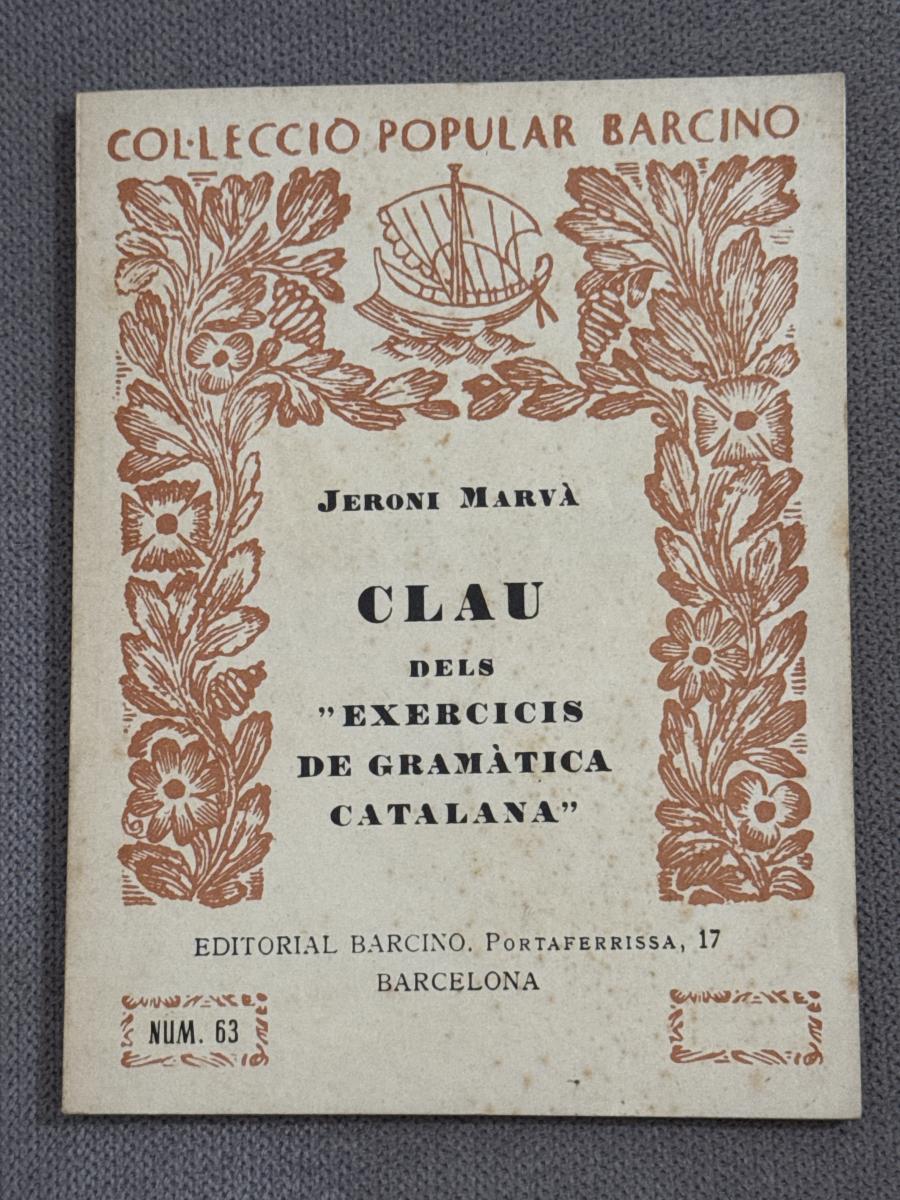 COL·LECCIÓ POPULAR BARCINO
JERONI MARVÀ
CLAU
DELS
"EXERCICIS
DE GRAMÀTICA
CATALANA"
EDITORIAL BARCINO. PORTAFERRISSA, 17
BARCELONA
NUM. 63